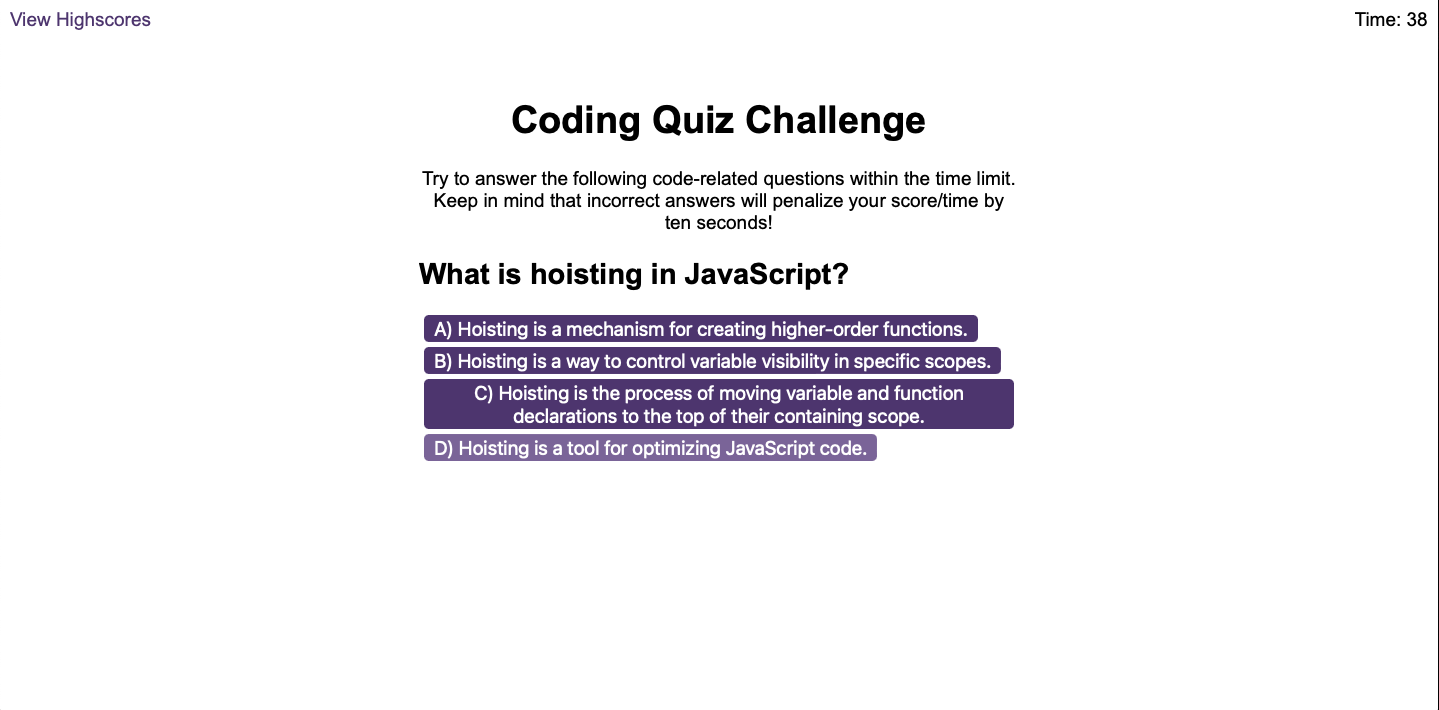 View Highscores
Time: 38
Coding Quiz Challenge
Try to answer the following code-related questions within the time limit.
Keep in mind that incorrect answers will penalize your score/time by
ten seconds!
What is hoisting in JavaScript?
A) Hoisting is a mechanism for creating higher-order functions.
B) Hoisting is a way to control variable visibility in specific scopes.
C) Hoisting is the process of moving variable and function
declarations to the top of their containing scope.
D) Hoisting is a tool for optimizing JavaScript code.